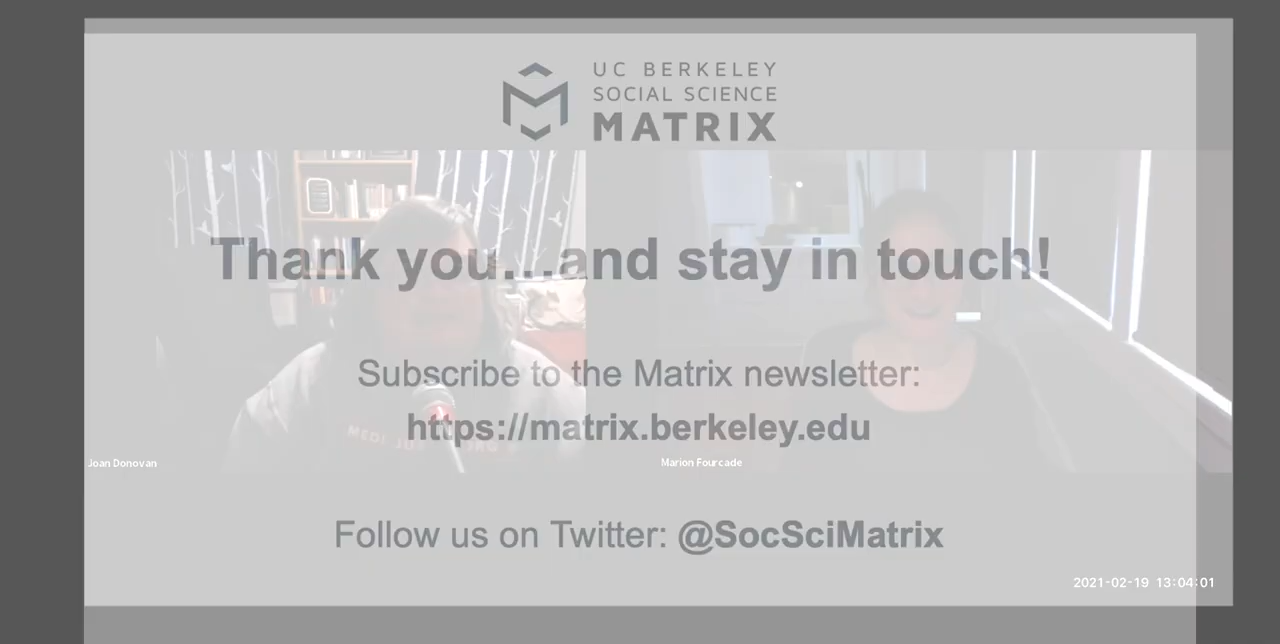 UC BERKELEY
SOCIAL SCIENCE
MATRIX
Thank you...and stay in touch!
Subscribe to the Matrix newsletter:
https://matrix.berkeley.edu
Joan Donovan
Marion Fourcade
Follow us on Twitter: @SocSciMatrix
2021-02-19 13:04:01